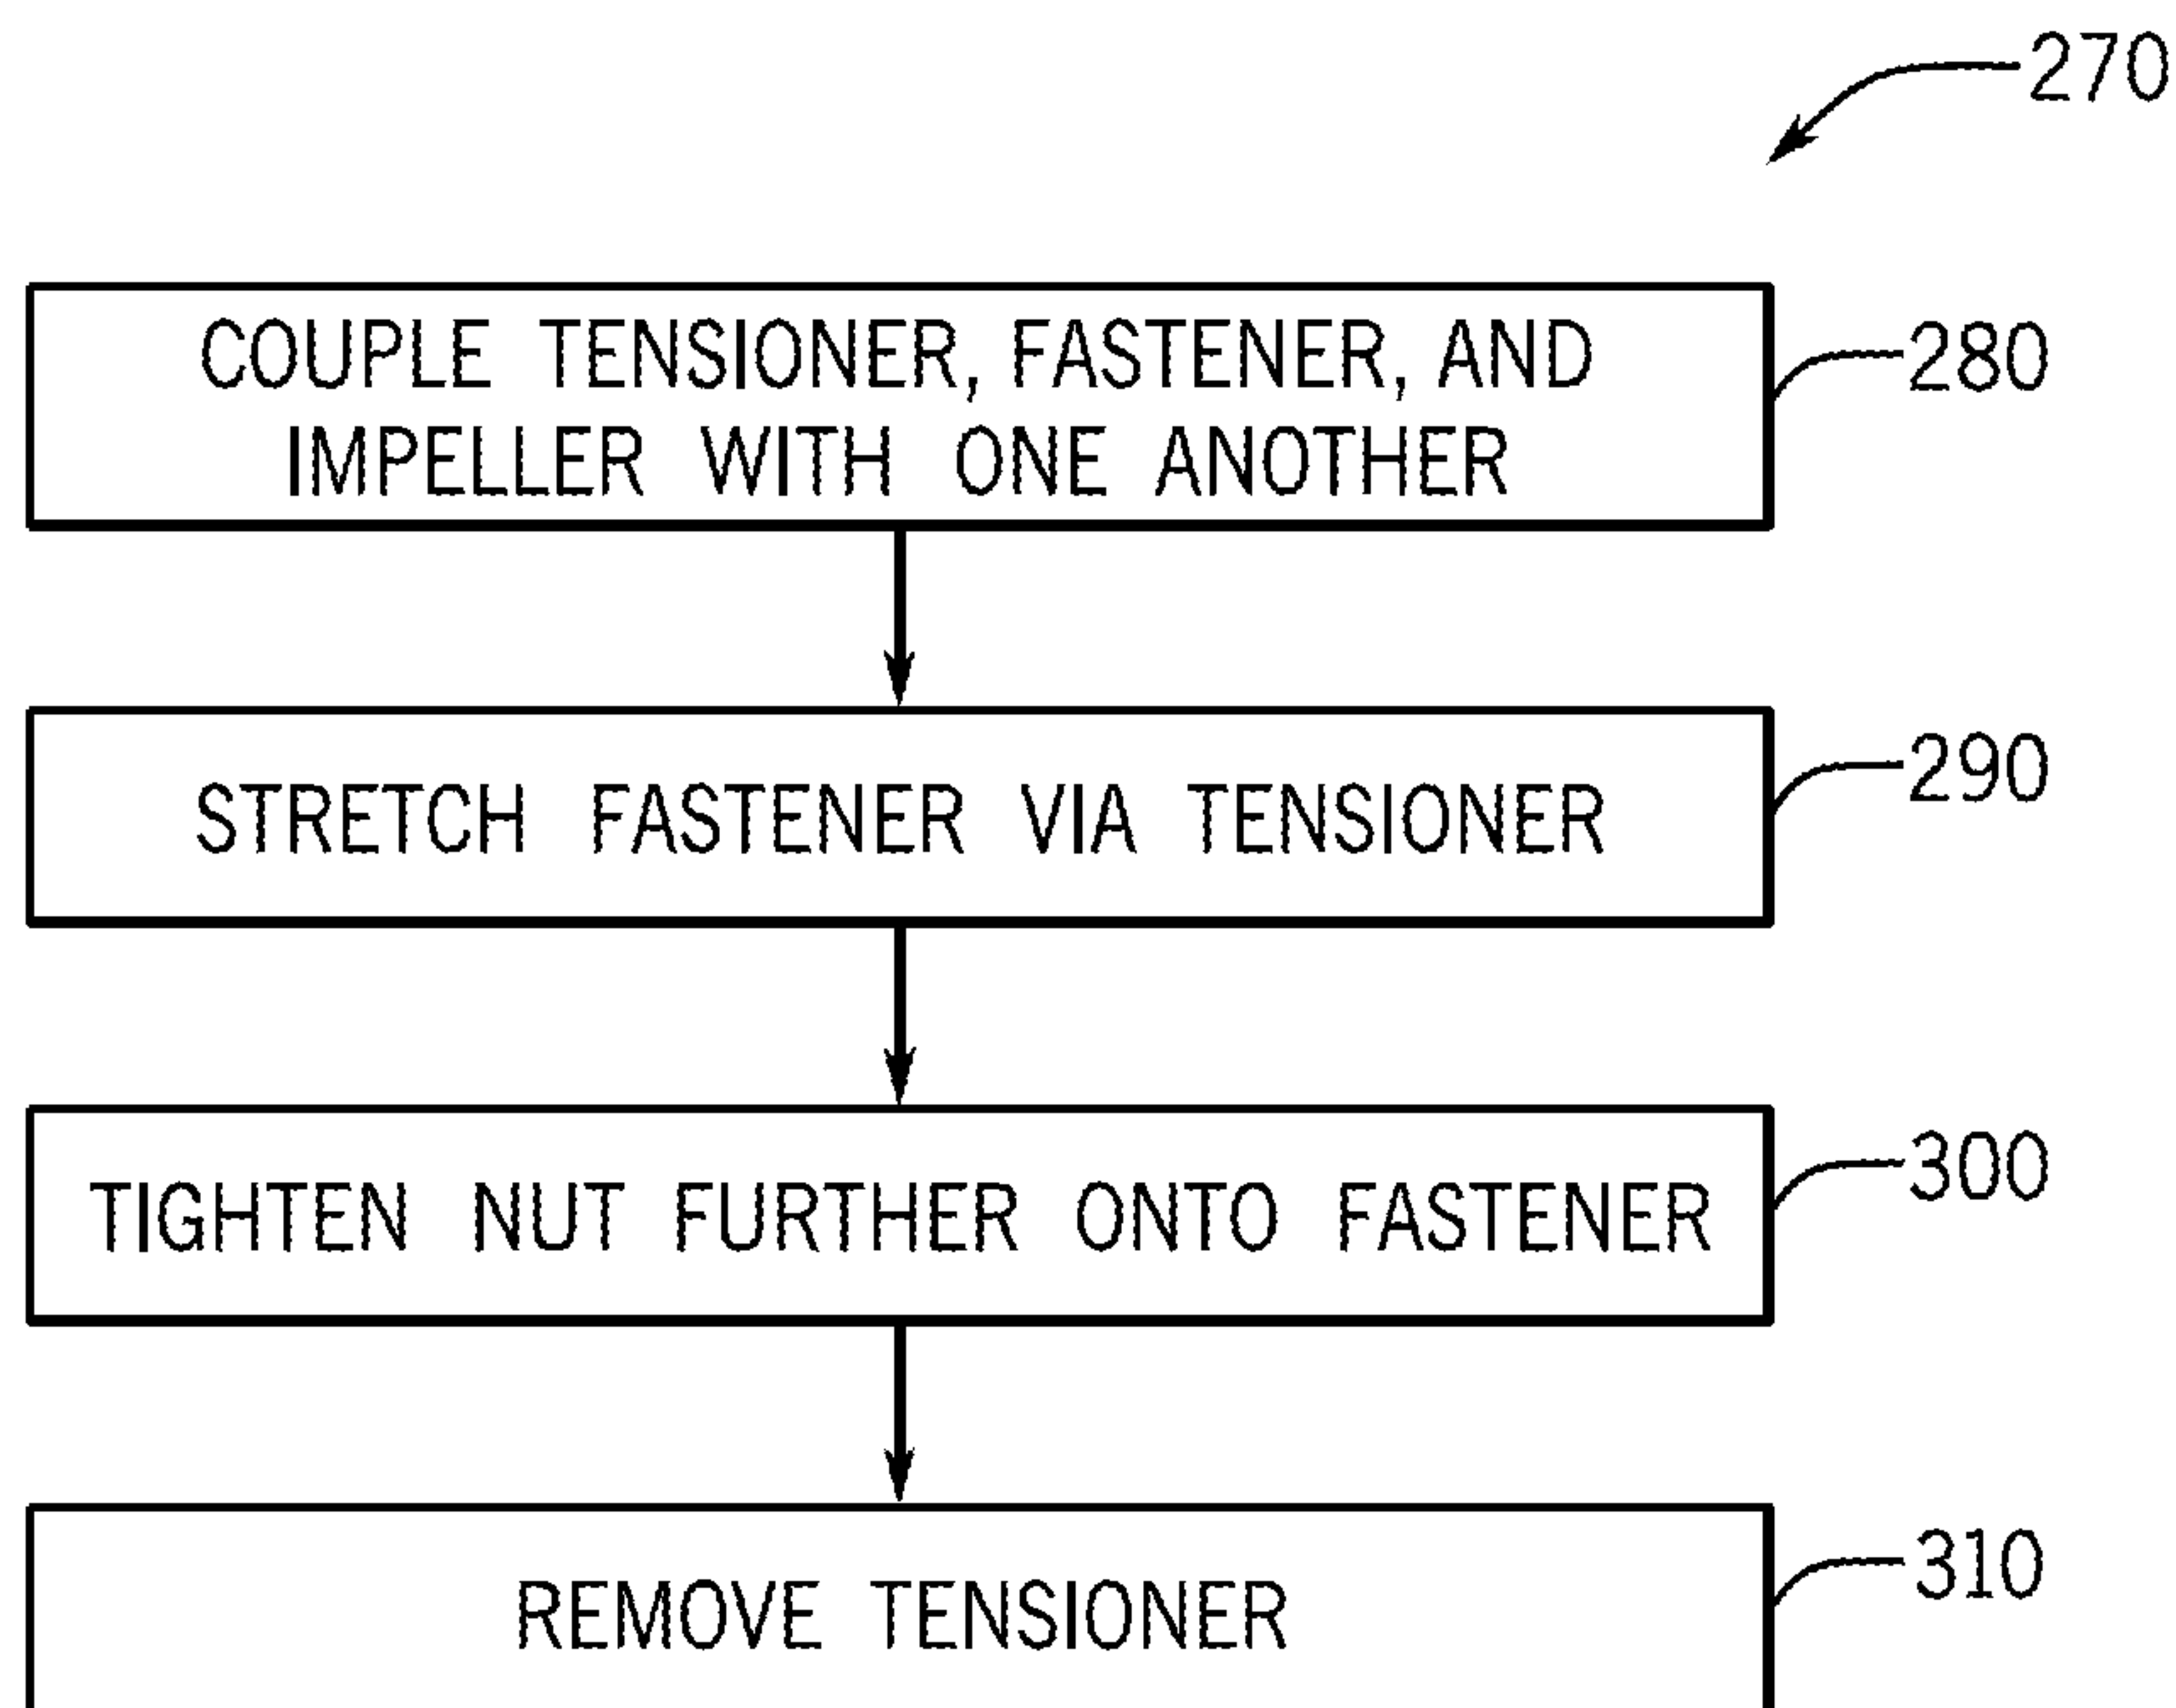 270
COUPLE TENSIONER, FASTENER, AND
IMPELLER WITH ONE ANOTHER
280
STRETCH FASTENER VIA TENSIONER
290
TIGHTEN NUT FURTHER ONTO FASTENER
300
REMOVE TENSIONER
310